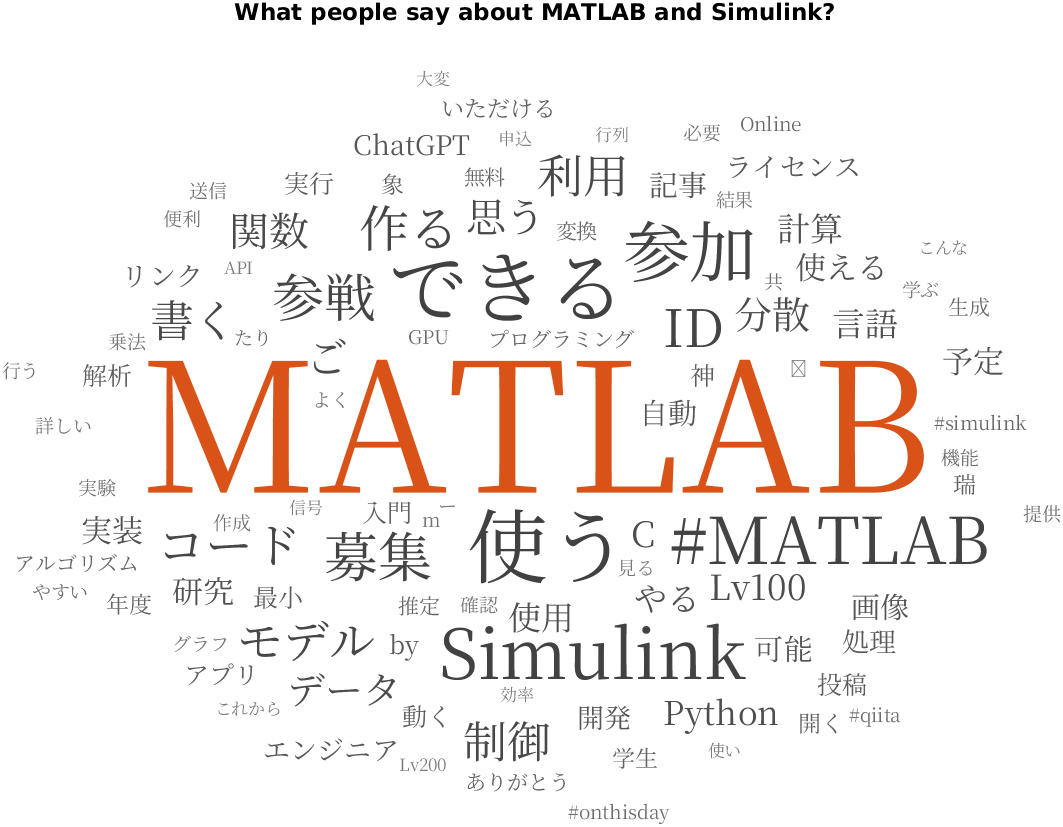 What people say about MATLAB and Simulink?
大変
いただける
Online
ChatGPT
申込
行列
必要
ライセンス
送信
実行
象
無料
利用
記事
結果
便利
関数
作る
思う
変換
参加
計算
こんな
リンク
API
参戦
できる
共
使える
学ぶ
書く
たり
GPU
プログラミング
ID
分散
言語
生成
乗法
ご
行う
解析
神
予定
よく
自動
MATLAB
詳しい
#simulink
機能
実験
瑞
信号
入門
ー
提供
実装
作成
m
コード
募集
使う
C
#MATLAB
アルゴリズム
見る
やすい
年度
研究
最小
推定
確認
使用
やる
Lv100
画像
グラフ
モデル
by
Simulink
可能
処理
アプリ
データ
効率
投稿
これから
動く
開発
Python
開く
#qiita
エンジニア
Lv200
制御
学生
使い
ありがとう
#onthisday